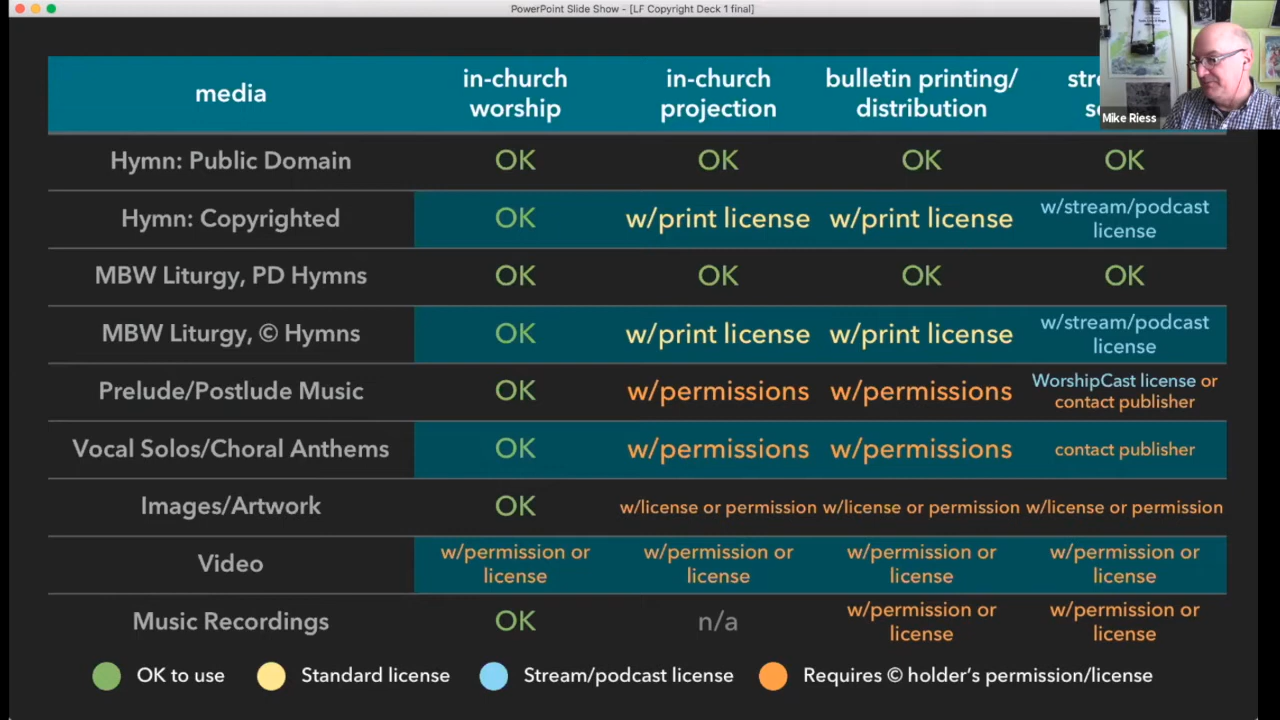 PowerPoint Slide Show - [LF Copyright Deck 1 final]
Mike Riess
media
in-church worship
in-church projection
bulletin printing/ distribution
Hymn: Public Domain OK OK OK OK
Hymn: Copyrighted OK w/print license w/print license w/stream/podcast license
MBW Liturgy, PD Hymns OK OK OK OK
MBW Liturgy, © Hymns OK w/print license w/print license w/stream/podcast license
Prelude/Postlude Music OK w/permissions w/permissions WorshipCast license or contact publisher
Vocal Solos/Choral Anthems OK w/permissions w/permissions contact publisher
Images/Artwork OK w/license or permission w/license or permission w/license or permission
Video w/permission or license w/permission or license w/permission or license w/permission or license
Music Recordings OK n/a w/permission or license w/permission or license
OK to use Standard license Stream/podcast license Requires © holder’s permission/license